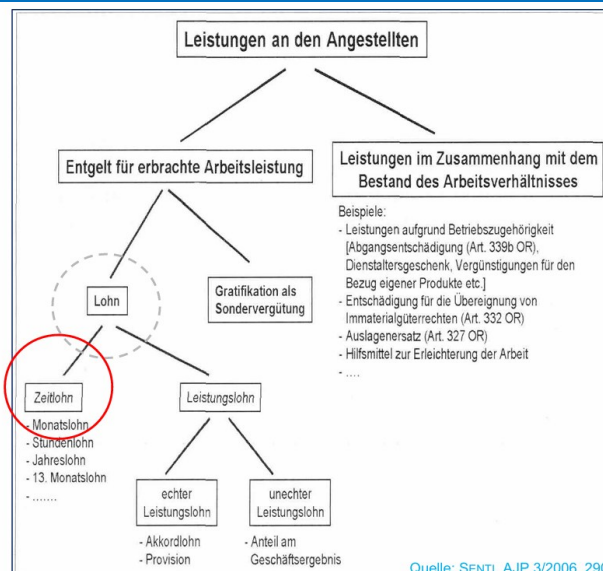 Leistungen an den Angestellten
Entgelt für erbrachte Arbeitsleistung
Leistungen im Zusammenhang mit dem
Bestand des Arbeitsverhältnisses
Beispiele:
- Leistungen aufgrund Betriebszugehörigkeit
[Abgangsentschädigung (Art. 339b OR),
Dienstaltersgeschenk, Vergünstigungen für den
Bezug eigener Produkte etc.]
- Entschädigung für die Übereignung von
Immaterialgüterrechten (Art. 332 OR)
- Auslagenersatz (Art. 327 OR)
- Hilfsmittel zur Erleichterung der Arbeit
- ....
Lohn
Gratifikation als
Sondervergütung
Zeitlohn
- Monatslohn
- Stundenlohn
- Jahreslohn
- 13. Monatslohn
- .......
Leistungslohn
echter
Leistungslohn
- Akkordlohn
- Provision
unechter
Leistungslohn
- Anteil am
Geschäftsergebnis
Quelle: SENTI, AJP 3/2006, 290